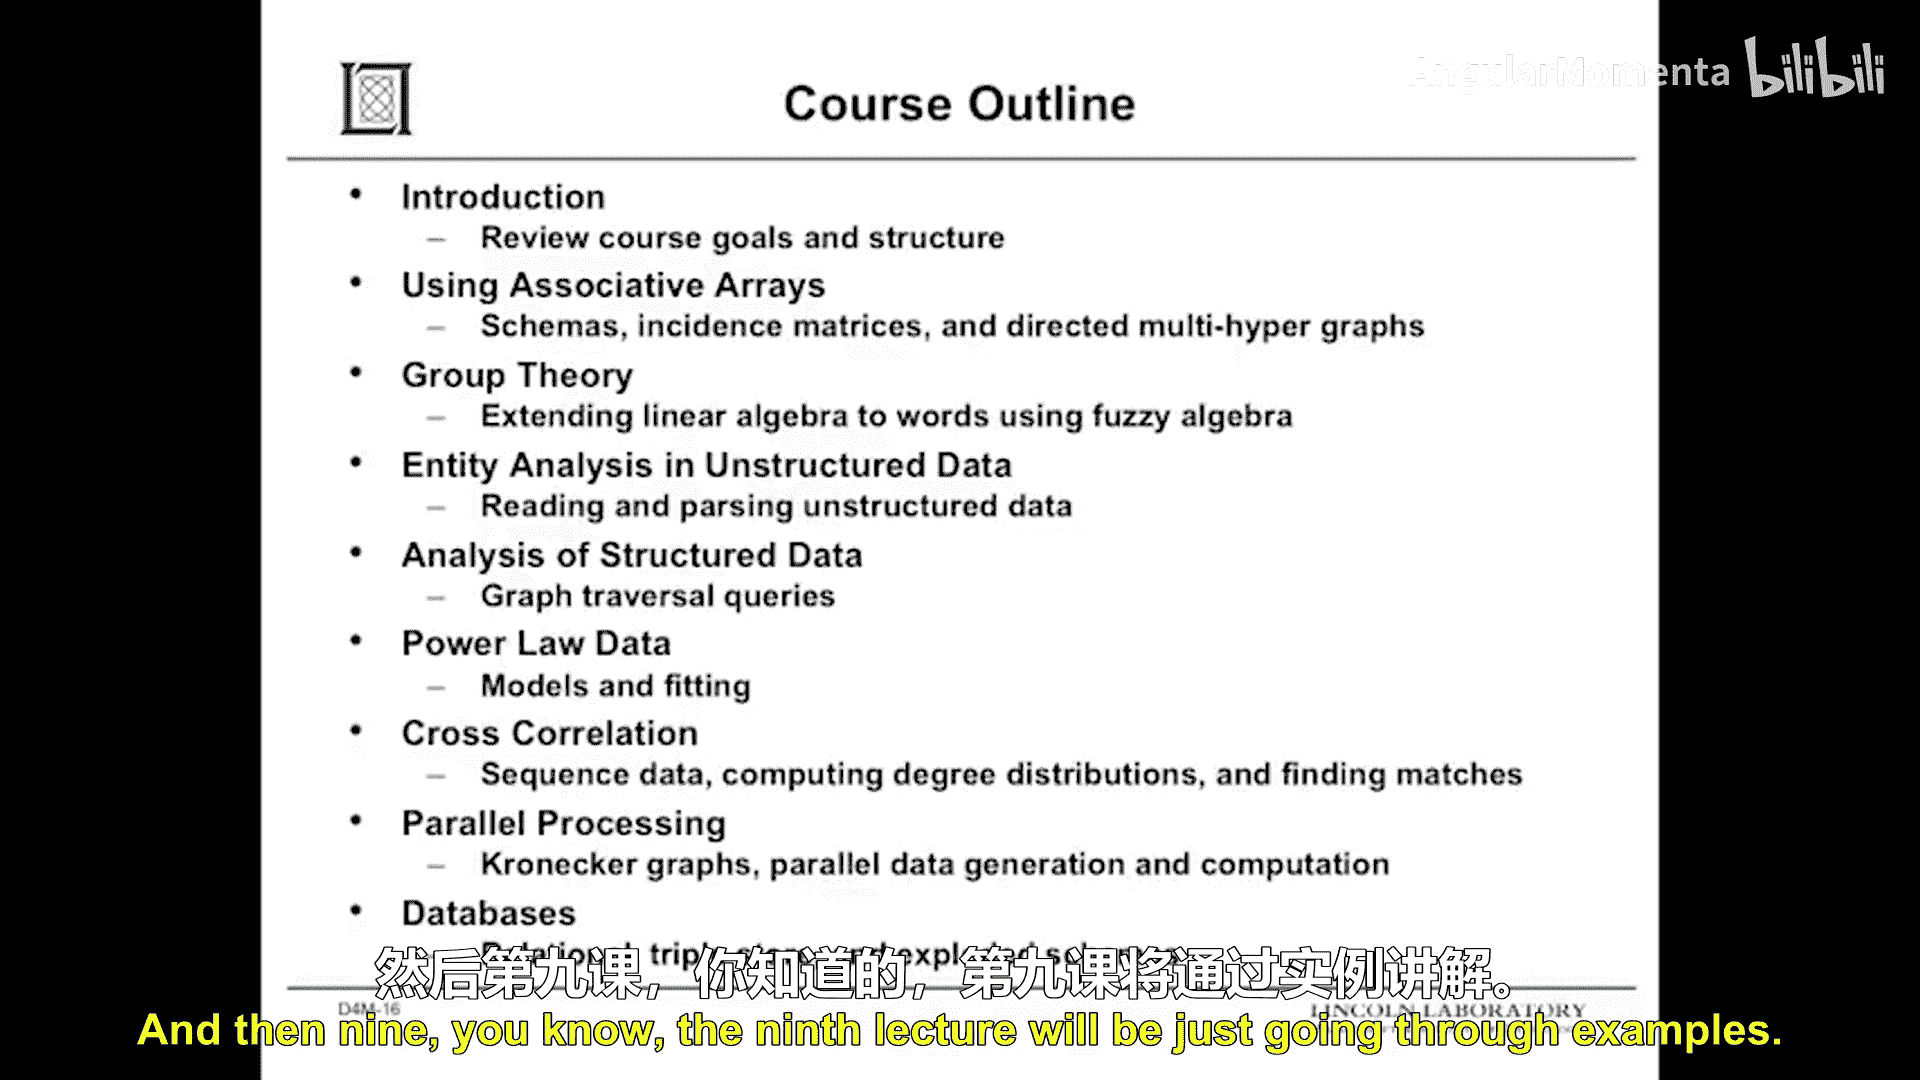 AngularMomenta bilibili
Course Outline
• Introduction
– Review course goals and structure
• Using Associative Arrays
– Schemas, incidence matrices, and directed multi-hyper graphs
• Group Theory
– Extending linear algebra to words using fuzzy algebra
• Entity Analysis in Unstructured Data
– Reading and parsing unstructured data
• Analysis of Structured Data
– Graph traversal queries
• Power Law Data
– Models and fitting
• Cross Correlation
– Sequence data, computing degree distributions, and finding matches
• Parallel Processing
– Kronecker graphs, parallel data generation and computation
• Databases
然后第九课，你知道的，第九课将通过实例讲解。
D4M-16
LINCOLN LABORATORY
And then nine, you know, the ninth lecture will be just going through examples.